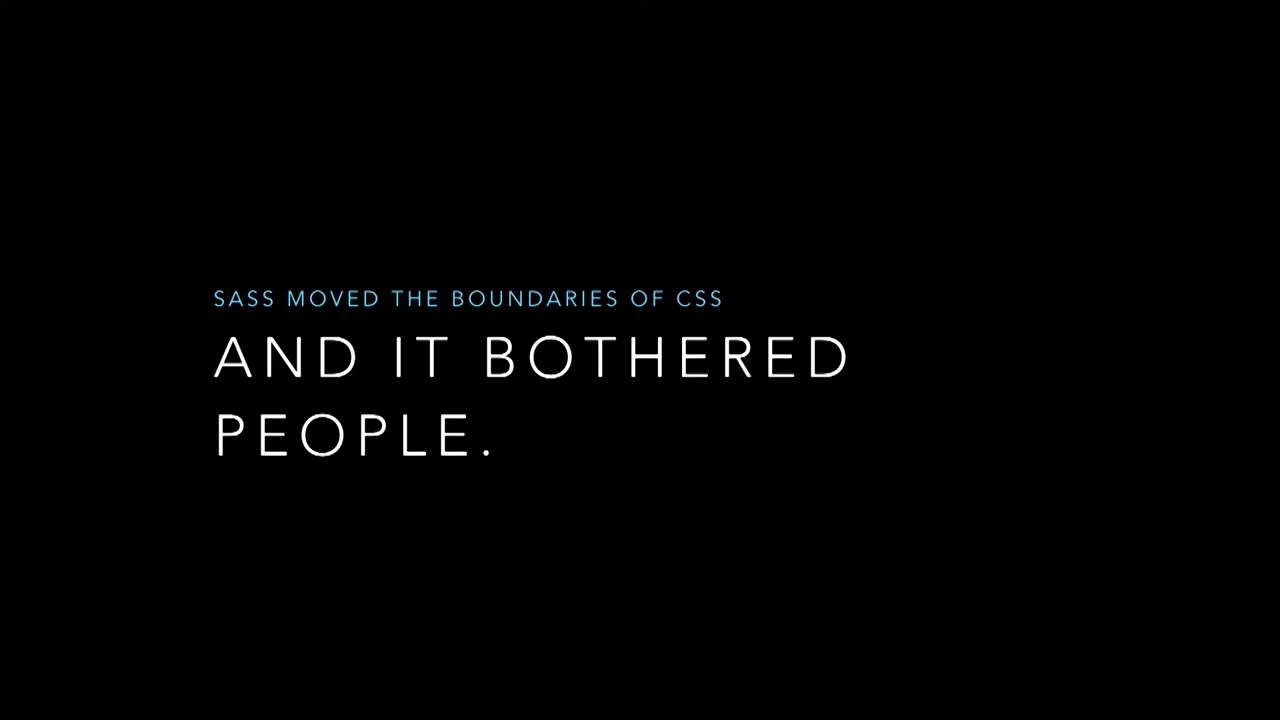 SASS MOVED THE BOUNDARIES OF CSS
AND IT BOTHERED
PEOPLE.